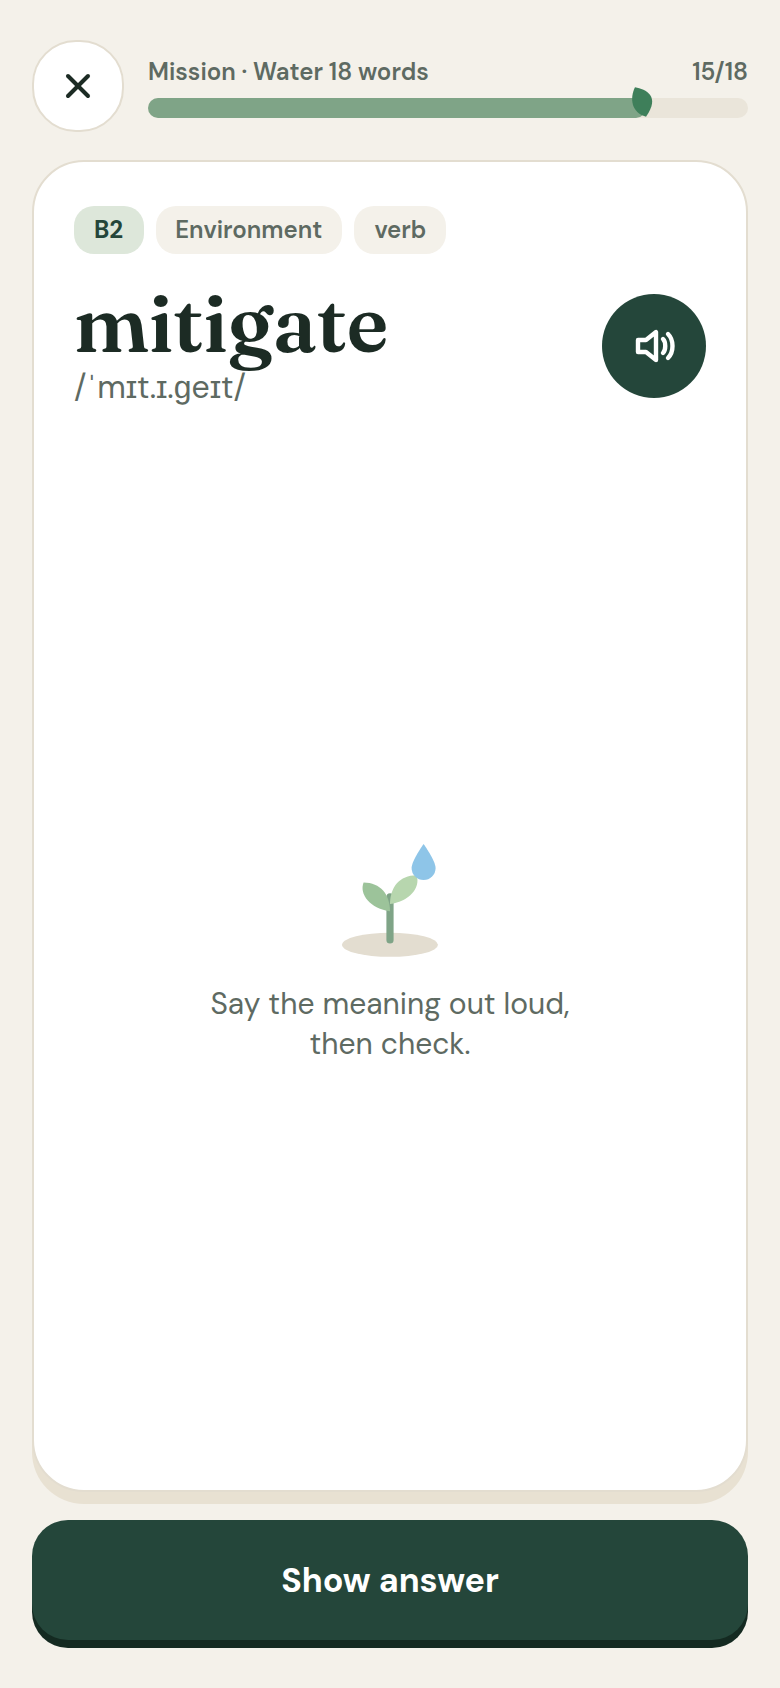 Mission · Water 18 words
15/18
B2
Environment
verb
mitigate
/ˈmɪt.ɪ.ɡeɪt/
Say the meaning out loud,
then check.
Show answer